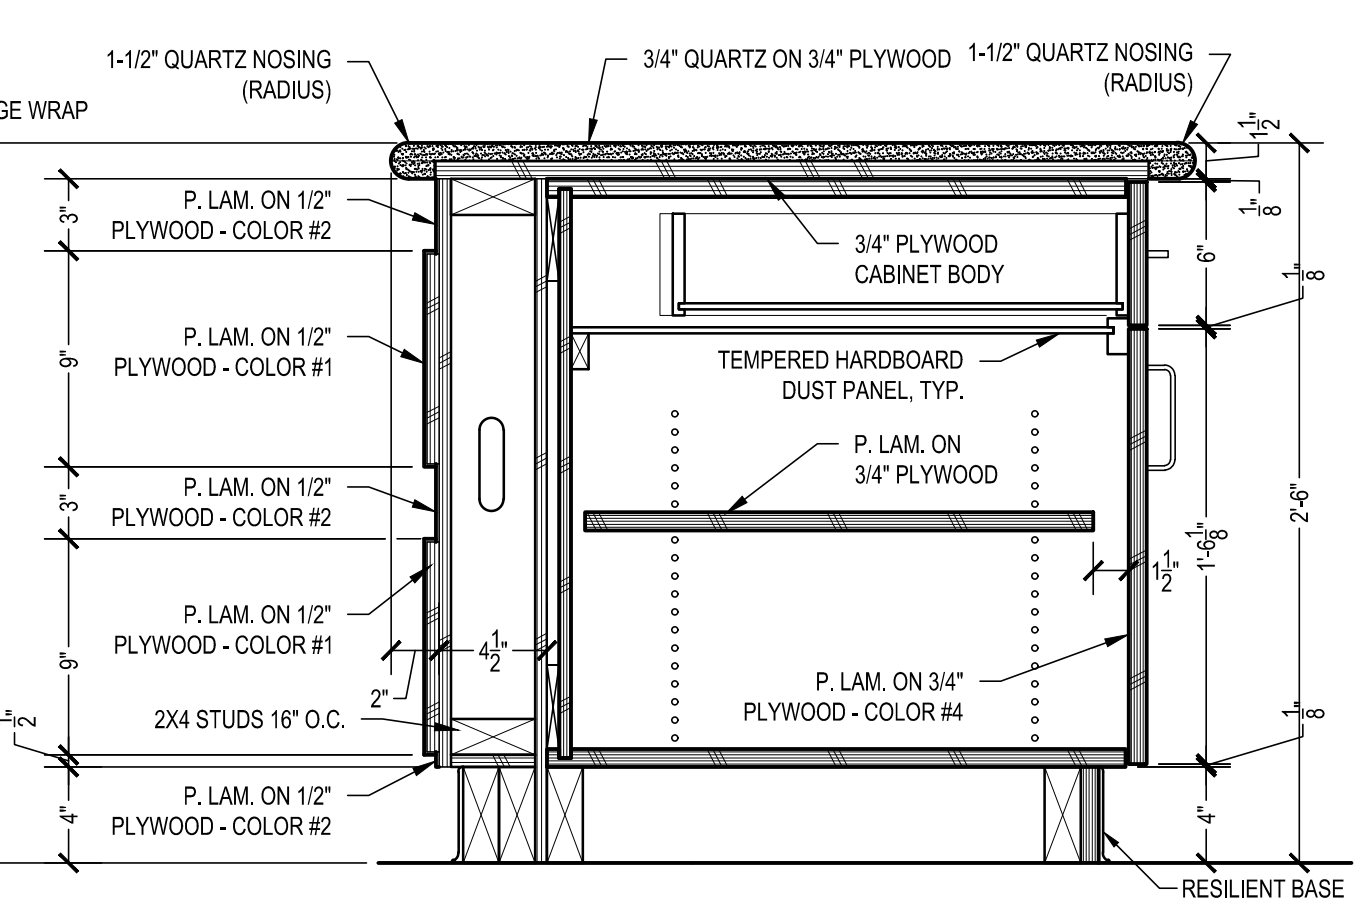 1-1/2" QUARTZ NOSING
(RADIUS)
3/4" QUARTZ ON 3/4" PLYWOOD
1-1/2" QUARTZ NOSING
(RADIUS)
GE WRAP
1 1/2"
1/8"
3"
P. LAM. ON 1/2"
PLYWOOD - COLOR #2
3/4" PLYWOOD
CABINET BODY
6"
1/8"
9"
P. LAM. ON 1/2"
PLYWOOD - COLOR #1
TEMPERED HARDBOARD
DUST PANEL, TYP.
P. LAM. ON
3/4" PLYWOOD
3"
P. LAM. ON 1/2"
PLYWOOD - COLOR #2
2'-6"
1'-6 1/8"
1 1/2"
9"
P. LAM. ON 1/2"
PLYWOOD - COLOR #1
4 1/2"
2"
P. LAM. ON 3/4"
PLYWOOD - COLOR #4
1/8"
1/2"
2X4 STUDS 16" O.C.
4"
P. LAM. ON 1/2"
PLYWOOD - COLOR #2
4"
RESILIENT BASE